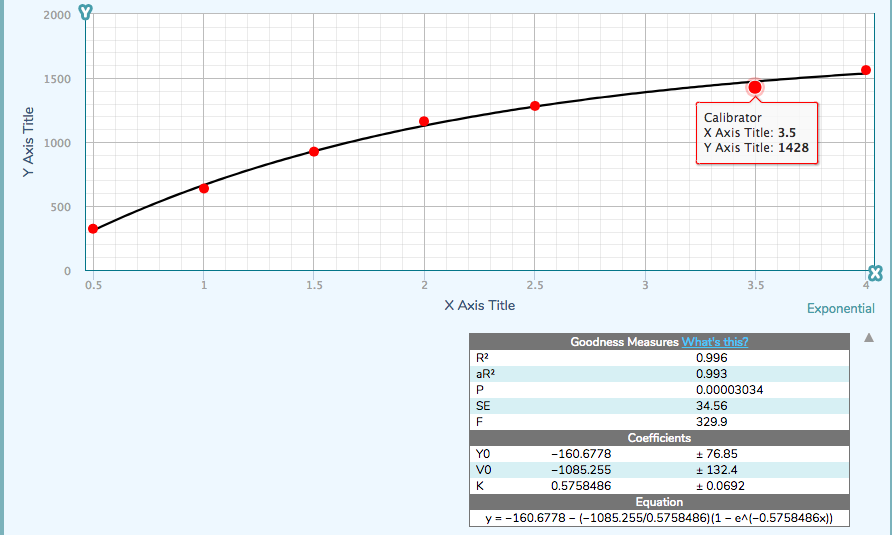 Y
2000
1500
1000
500
0
Y Axis Title
Calibrator
X Axis Title: 3.5
Y Axis Title: 1428
X
0.5 1 1.5 2 2.5 3 3.5 4
X Axis Title
Exponential
Goodness Measures What's this?
R² 0.996
aR² 0.993
P 0.00003034
SE 34.56
F 329.9
Coefficients
Y0 −160.6778 ± 76.85
V0 −1085.255 ± 132.4
K 0.5758486 ± 0.0692
Equation
y = −160.6778 − (−1085.255/0.5758486)(1 − e^(−0.5758486x))